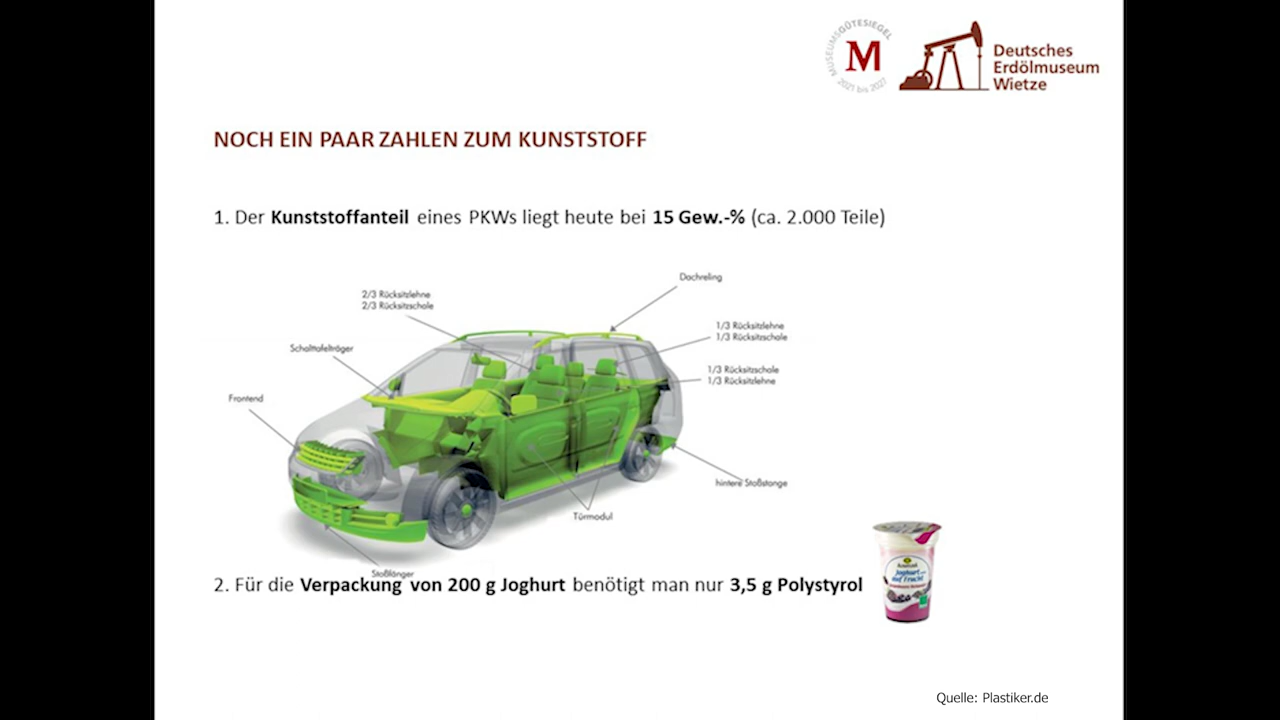 MUSEUMSGÜTESIEGEL
M
2021 bis 2027
Deutsches
Erdölmuseum
Wietze
NOCH EIN PAAR ZAHLEN ZUM KUNSTSTOFF
1. Der Kunststoffanteil eines PKWs liegt heute bei 15 Gew.-% (ca. 2.000 Teile)
Dachreling
2/3 Rücksitzlehne
2/3 Rücksitzschale
1/3 Rücksitzlehne
1/3 Rücksitzschale
Schalttafelträger
1/3 Rücksitzschale
1/3 Rücksitzlehne
Frontend
hintere Stoßstange
Türmodul
Stoßfänger
2. Für die Verpackung von 200 g Joghurt benötigt man nur 3,5 g Polystyrol
Joghurt
auf Frucht
Quelle: Plastiker.de